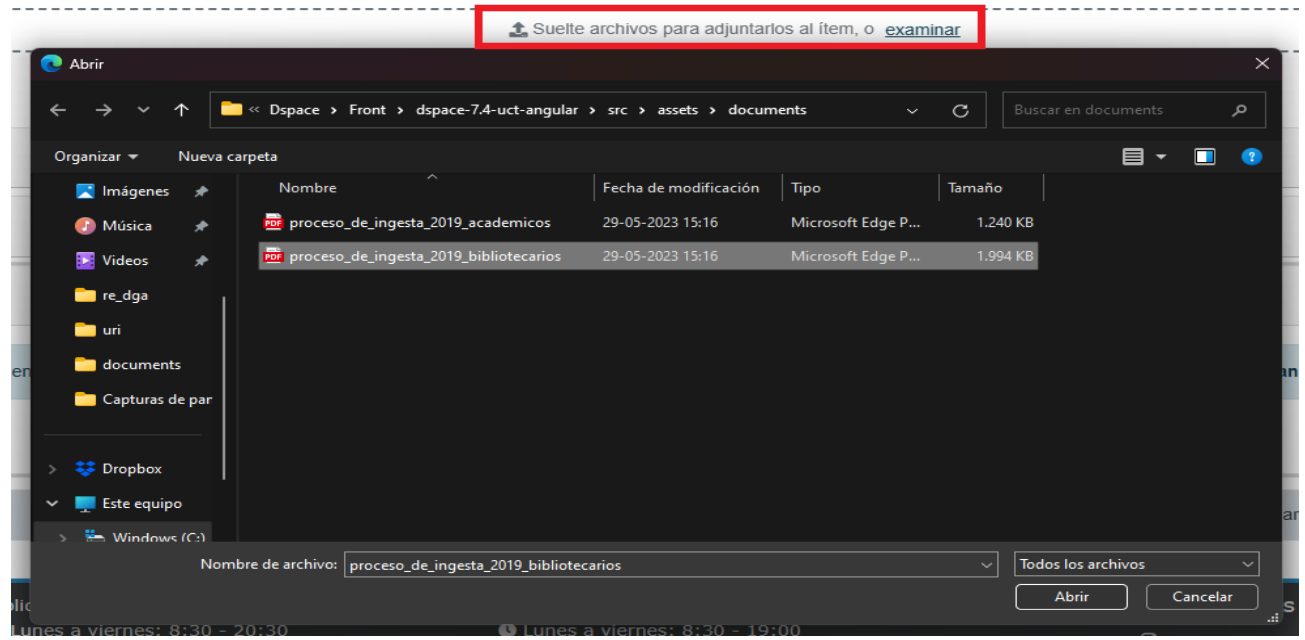 Suelte archivos para adjuntarlos al ítem, o examinar
Abrir
« Dspace > Front > dspace-7.4-uct-angular > src > assets > documents
Buscar en documents
Organizar
Nueva carpeta
Nombre
Fecha de modificación
Tipo
Tamaño
Imágenes
Música
Videos
re_dga
uri
documents
Capturas de par
Dropbox
Este equipo
Windows (C:)
PDF proceso_de_ingesta_2019_academicos 29-05-2023 15:16 Microsoft Edge P... 1.240 KB
PDF proceso_de_ingesta_2019_bibliotecarios 29-05-2023 15:16 Microsoft Edge P... 1.994 KB
Nombre de archivo: proceso_de_ingesta_2019_bibliotecarios
Todos los archivos
Abrir
Cancelar
Lunes a viernes: 8:30 - 20:30
Lunes a viernes: 8:30 - 19:00